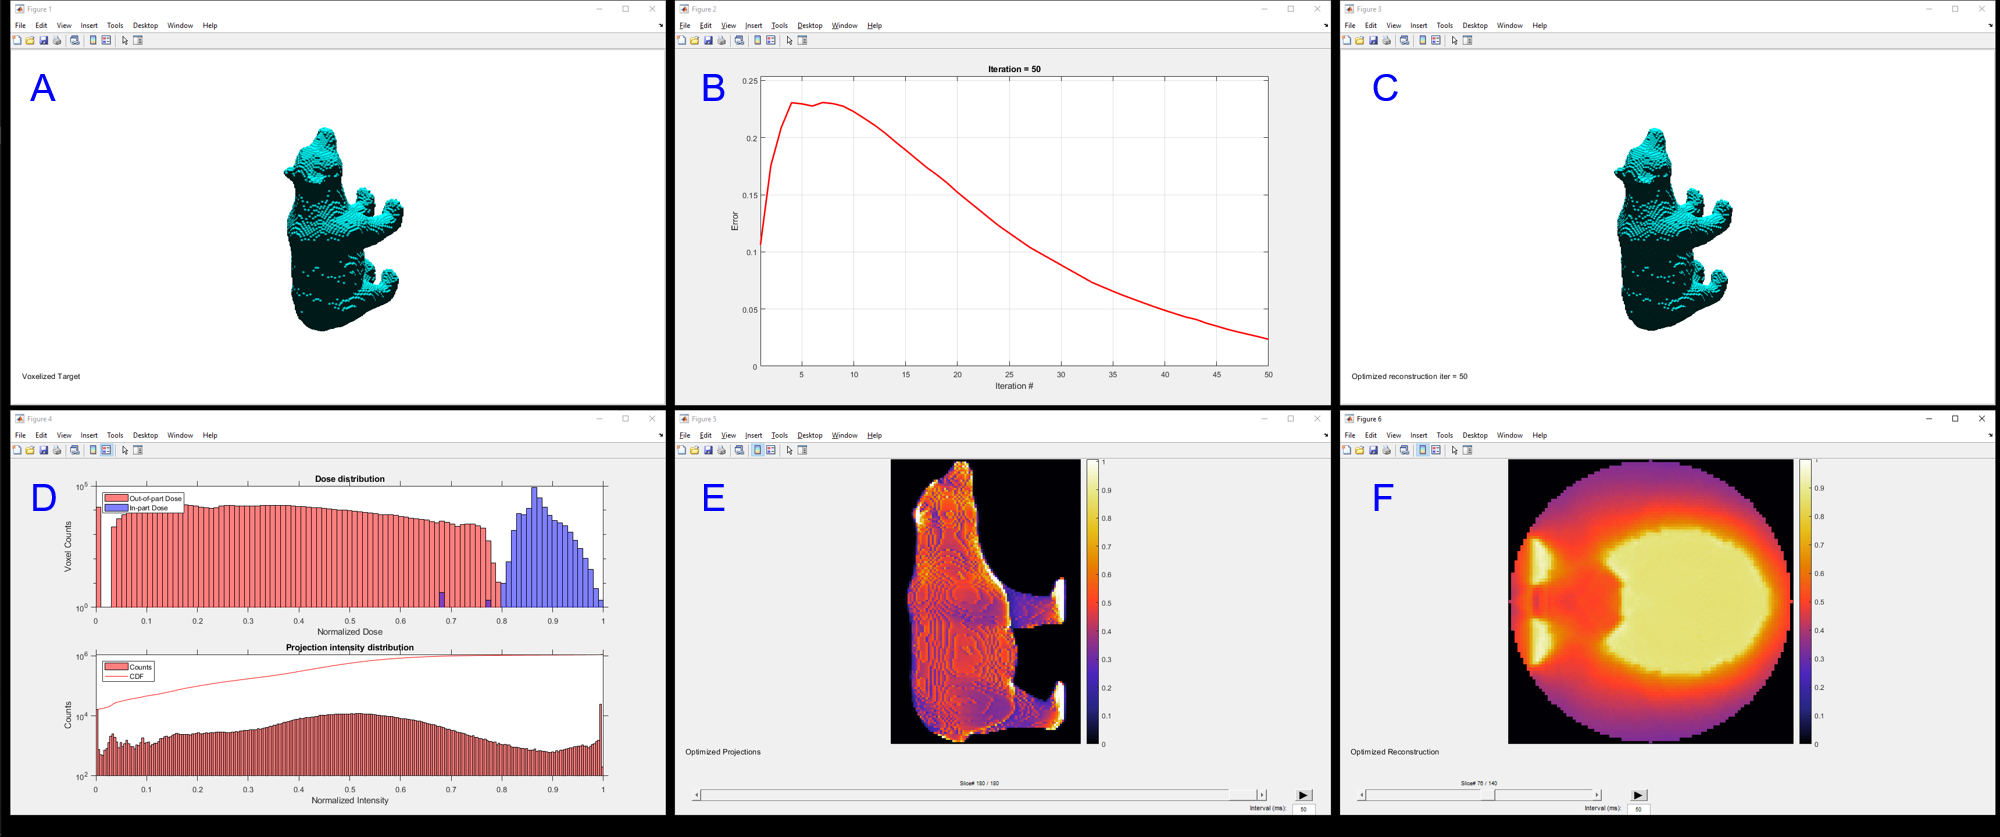 Figure 1
File Edit View Insert Tools Desktop Window Help
A
Voxelized Target
Figure 2
File Edit View Insert Tools Desktop Window Help
B
Iteration = 50
Error
0.25
0.2
0.15
0.1
0.05
0
5 10 15 20 25 30 35 40 45 50
Iteration #
Figure 3
File Edit View Insert Tools Desktop Window Help
C
Optimized reconstruction iter = 50
Figure 4
File Edit View Insert Tools Desktop Window Help
D
Dose distribution
Out-of-part Dose
In-part Dose
Voxel Counts
10^5
10^0
0 0.1 0.2 0.3 0.4 0.5 0.6 0.7 0.8 0.9 1
Normalized Dose
Projection intensity distribution
Counts
CDF
Counts
10^6
10^4
10^2
0 0.1 0.2 0.3 0.4 0.5 0.6 0.7 0.8 0.9 1
Normalized Intensity
Figure 5
File Edit View Insert Tools Desktop Window Help
E
1
0.9
0.8
0.7
0.6
0.5
0.4
0.3
0.2
0.1
0
Optimized Projections
Slice# 180 / 180
Interval (ms): 50
Figure 6
File Edit View Insert Tools Desktop Window Help
F
1
0.9
0.8
0.7
0.6
0.5
0.4
0.3
0.2
0.1
0
Optimized Reconstruction
Slice# 76 / 140
Interval (ms): 50